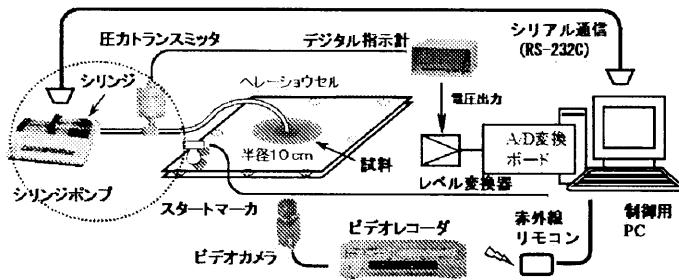 シリアル通信
(RS-232C)
圧力トランスミッタ
デジタル指示計
シリンジ
ヘレーショウセル
電圧出力
A/D変換
ボード
半径10cm
試料
レベル変換器
シリンジポンプ
スタートマーカ
制御用
PC
赤外線
リモコン
ビデオレコーダ
ビデオカメラ